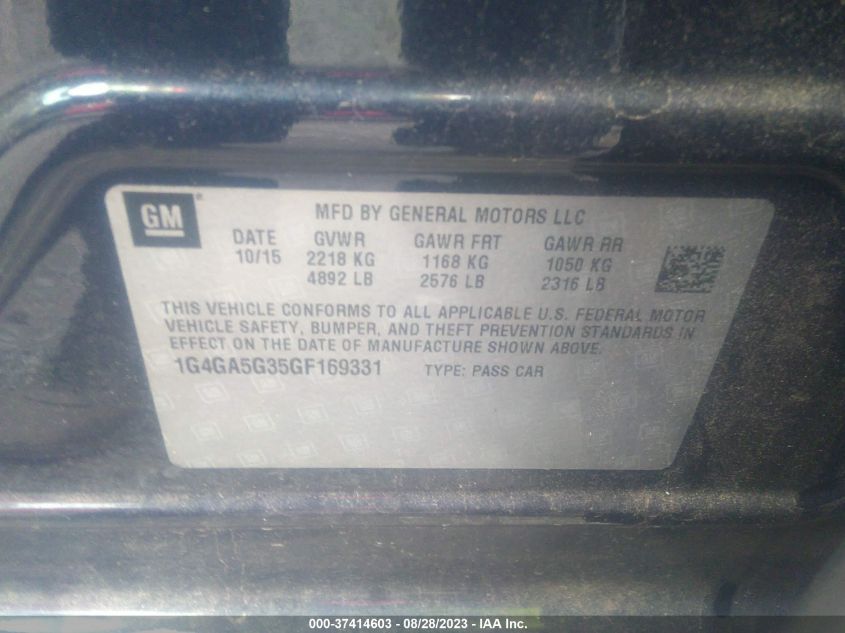 GM
MFD BY GENERAL MOTORS LLC
DATE GVWR GAWR FRT GAWR RR
10/15 2218 KG 1168 KG 1050 KG
4892 LB 2576 LB 2316 LB
THIS VEHICLE CONFORMS TO ALL APPLICABLE U.S. FEDERAL MOTOR
VEHICLE SAFETY, BUMPER, AND THEFT PREVENTION STANDARDS IN
EFFECT ON THE DATE OF MANUFACTURE SHOWN ABOVE.
1G4GA5G35GF169331 TYPE: PASS CAR
000-37414603 - 08/28/2023 - IAA Inc.